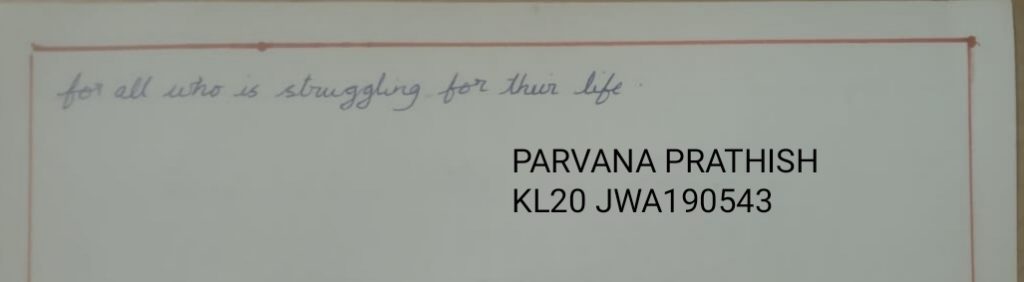 for all who is struggling for their life.
PARVANA PRATHISH
KL20 JWA190543